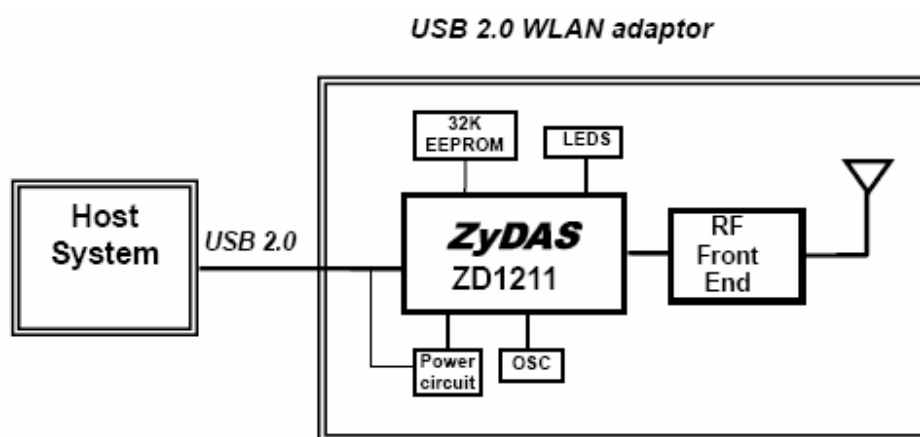 USB 2.0 WLAN adaptor
32K
EEPROM
LEDS
Host
System
USB 2.0
ZyDAS
ZD1211
RF
Front
End
Power
circuit
OSC